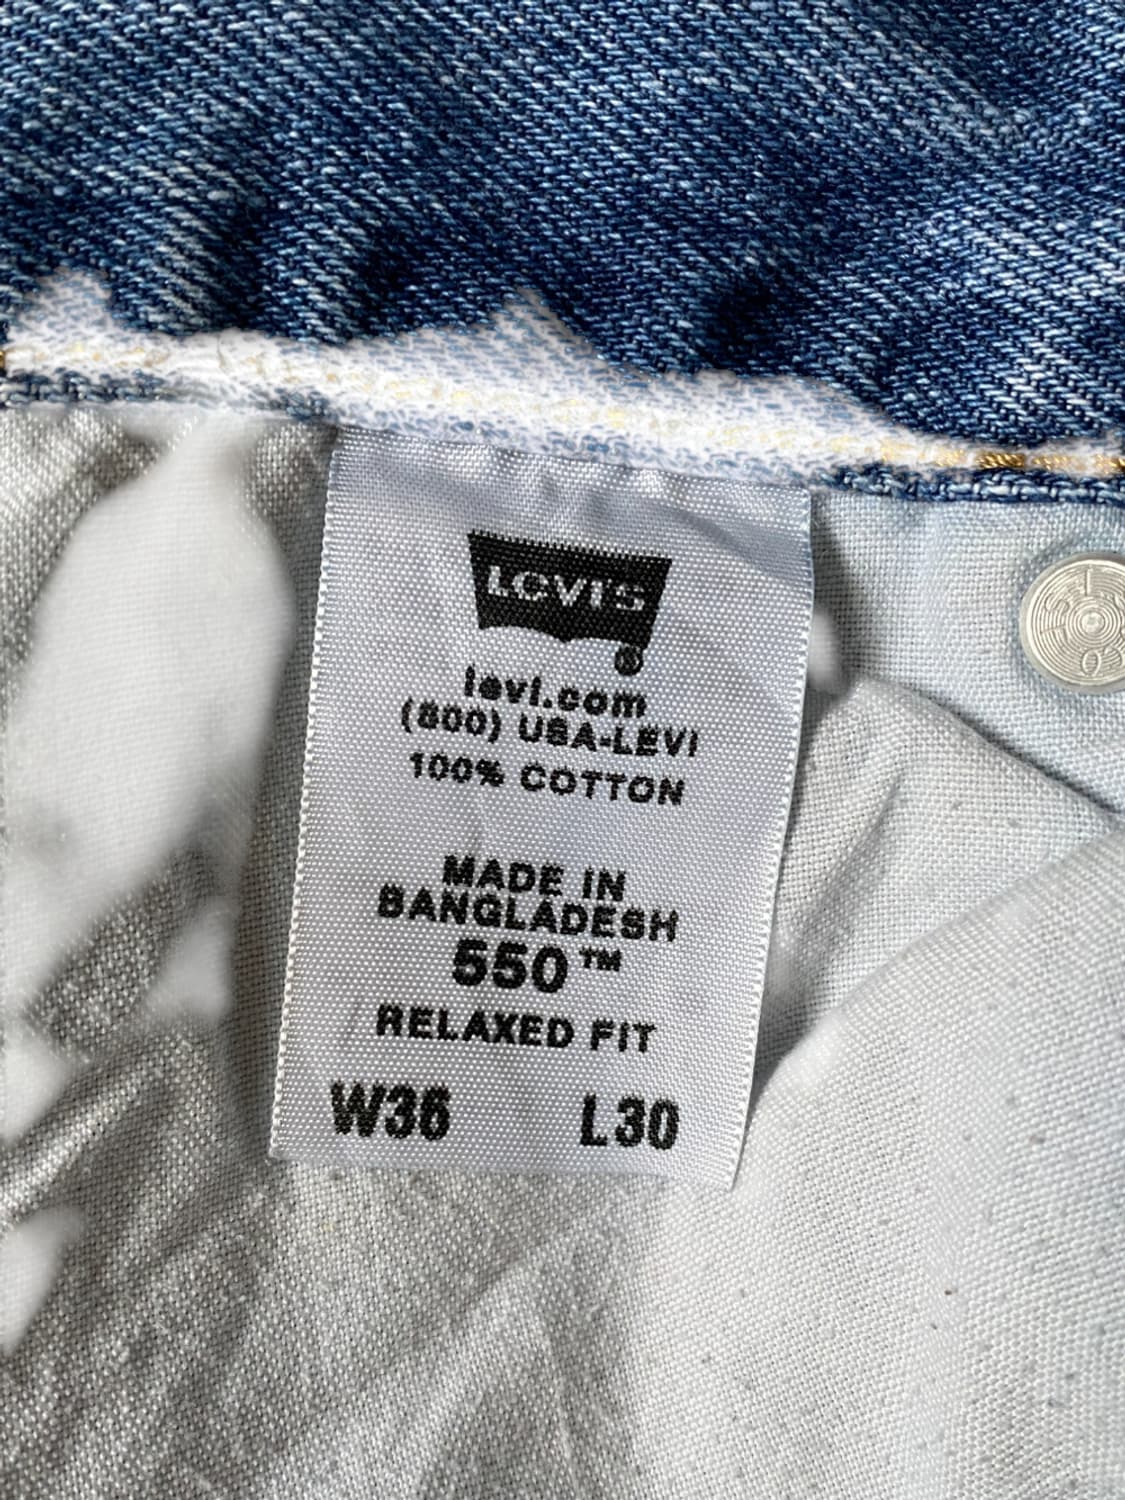 LEVI'S
®
levi.com
(800) USA-LEVI
100% COTTON
MADE IN
BANGLADESH
550™
RELAXED FIT
W36 L30